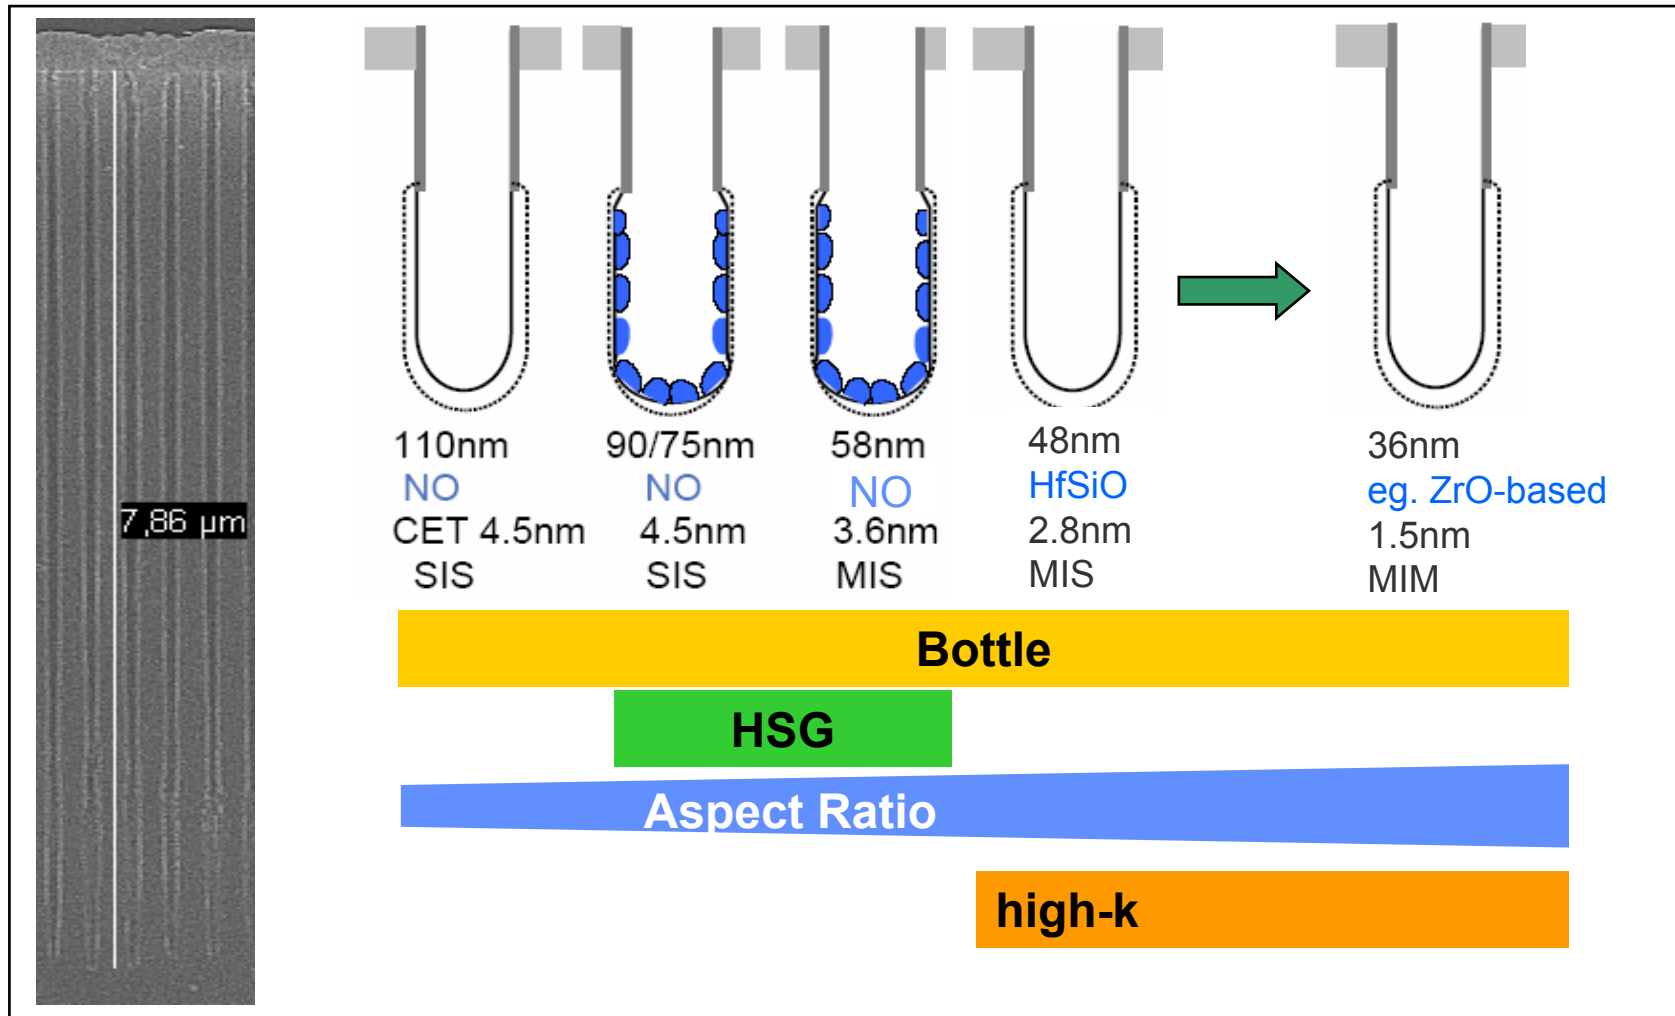 7,86 µm
110nm
NO
CET 4.5nm
SIS
90/75nm
NO
4.5nm
SIS
58nm
NO
3.6nm
MIS
48nm
HfSiO
2.8nm
MIS
36nm
eg. ZrO-based
1.5nm
MIM
Bottle
HSG
Aspect Ratio
high-k